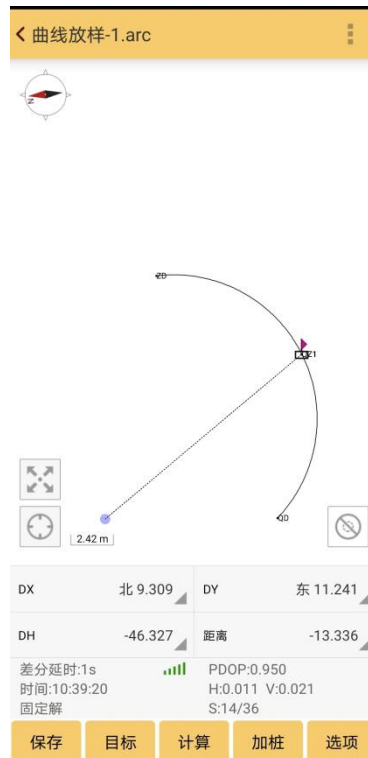 曲线放样-1.arc
N
ZD
Z1
QD
2.42 m
DX 北 9.309 DY 东 11.241
DH -46.327 距离 -13.336
差分延时:1s PDOP:0.950
时间:10:39:20 H:0.011 V:0.021
固定解 S:14/36
保存 目标 计算 加桩 选项